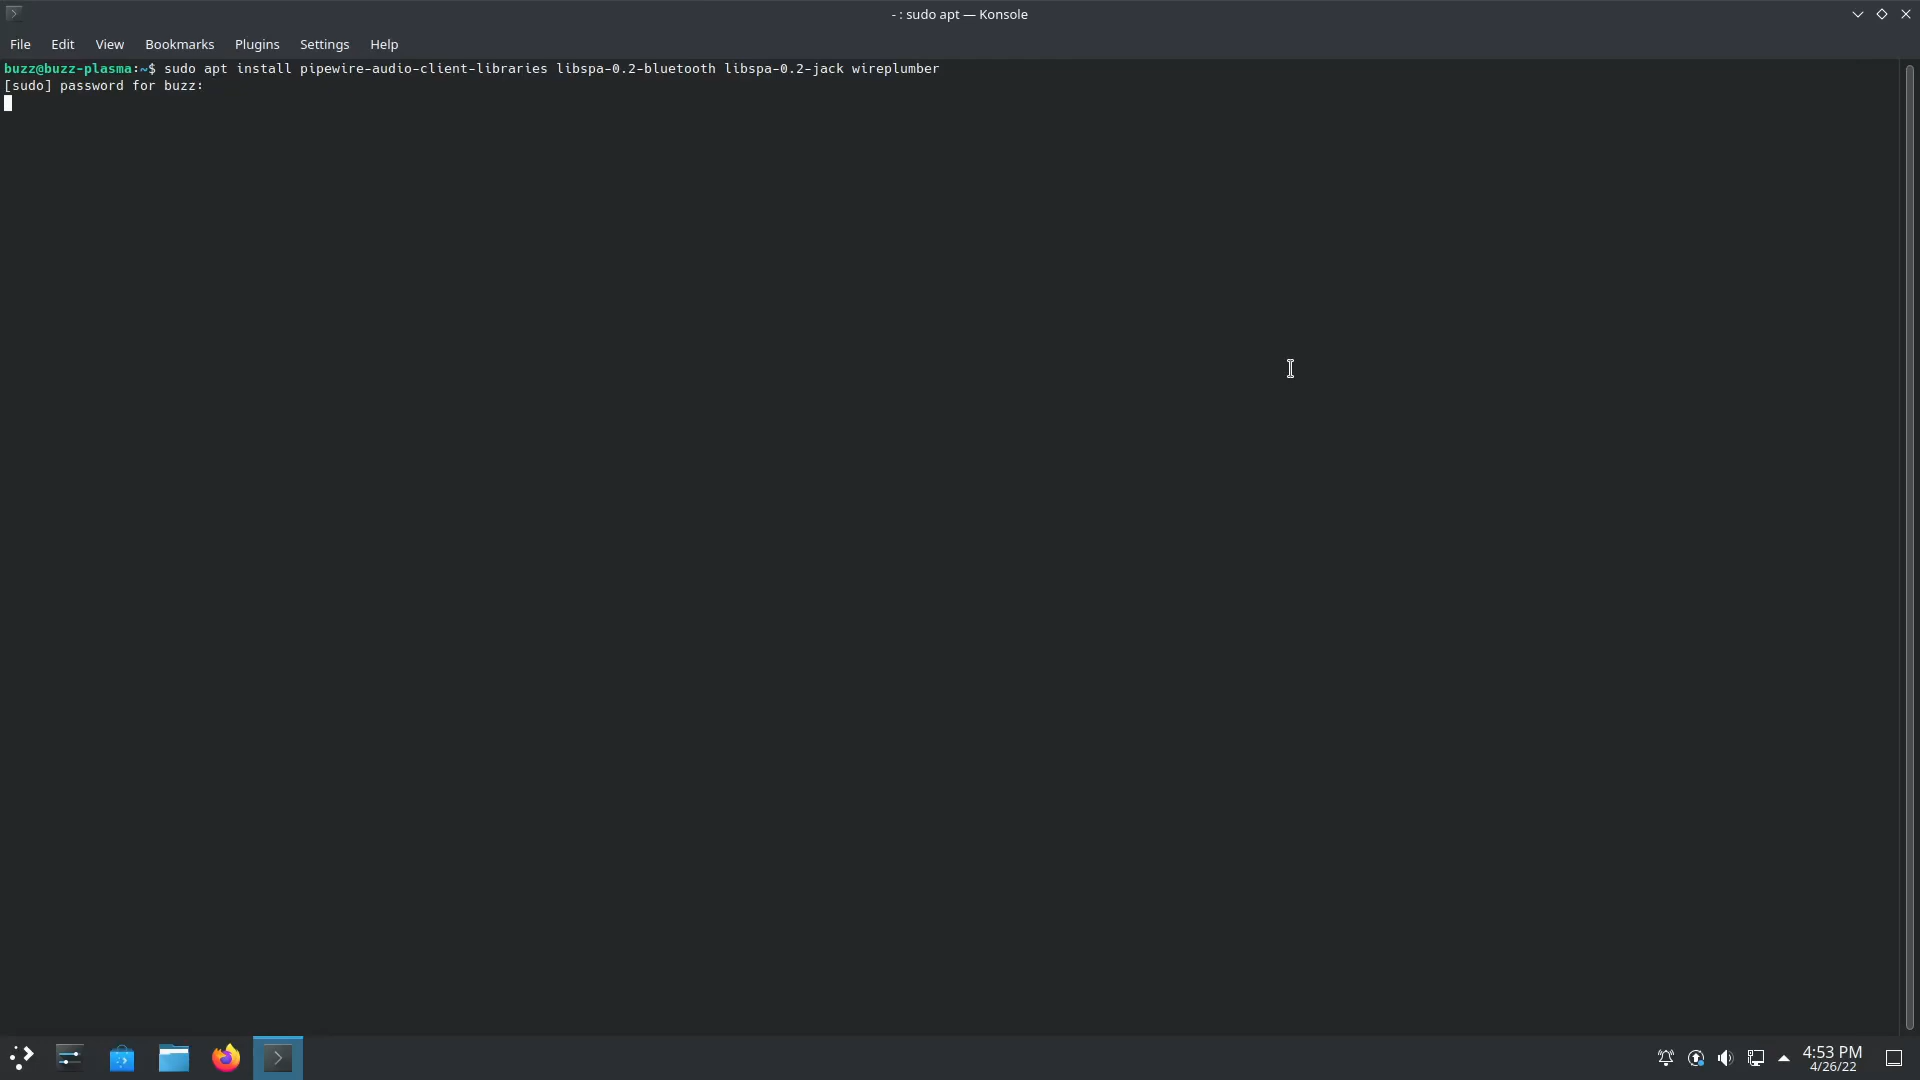 - : sudo apt — Konsole
File Edit View Bookmarks Plugins Settings Help
buzz@buzz-plasma:~$ sudo apt install pipewire-audio-client-libraries libspa-0.2-bluetooth libspa-0.2-jack wireplumber
[sudo] password for buzz:
4:53 PM
4/26/22